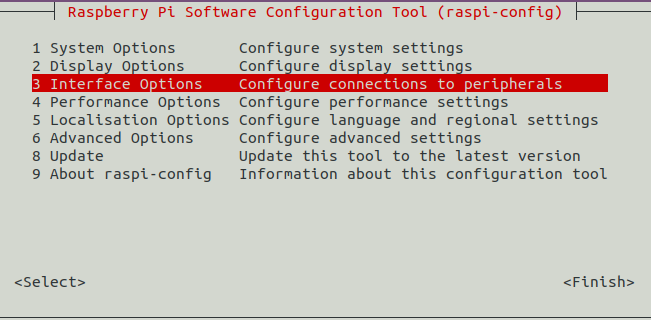 Raspberry Pi Software Configuration Tool (raspi-config)
1 System Options Configure system settings
2 Display Options Configure display settings
3 Interface Options Configure connections to peripherals
4 Performance Options Configure performance settings
5 Localisation Options Configure language and regional settings
6 Advanced Options Configure advanced settings
8 Update Update this tool to the latest version
9 About raspi-config Information about this configuration tool
<Select> <Finish>